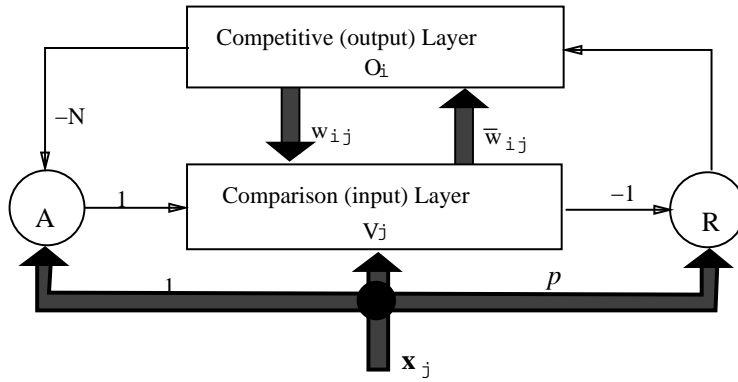 Competitive (output) Layer
Oi
−N
wij
w̅ij
A
1
Comparison (input) Layer
Vj
−1
R
1
p
xj